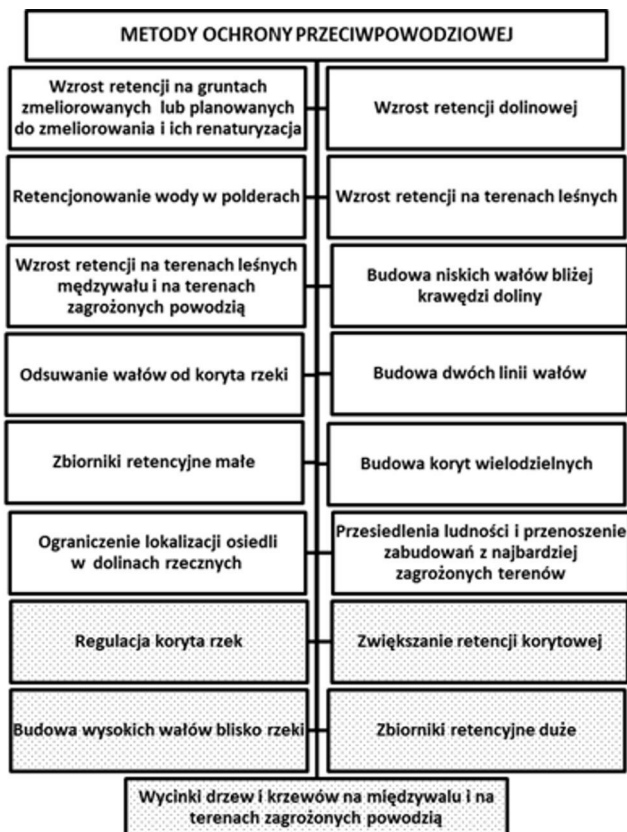 METODY OCHRONY PRZECIWPOWODZIOWEJ
Wzrost retencji na gruntach
zmeliorowanych lub planowanych
do zmeliorowania i ich renaturyzacja
Wzrost retencji dolinowej
Retencjonowanie wody w polderach
Wzrost retencji na terenach leśnych
Wzrost retencji na terenach leśnych
mędzywału i na terenach
zagrożonych powodzią
Budowa niskich wałów bliżej
krawędzi doliny
Odsuwanie wałów od koryta rzeki
Budowa dwóch linii wałów
Zbiorniki retencyjne małe
Budowa koryt wielodzielnych
Ograniczenie lokalizacji osiedli
w dolinach rzecznych
Przesiedlenia ludności i przenoszenie
zabudowań z najbardziej
zagrożonych terenów
Regulacja koryta rzek
Zwiększanie retencji korytowej
Budowa wysokich wałów blisko rzeki
Zbiorniki retencyjne duże
Wycinki drzew i krzewów na międzywalu i na
terenach zagrożonych powodzią